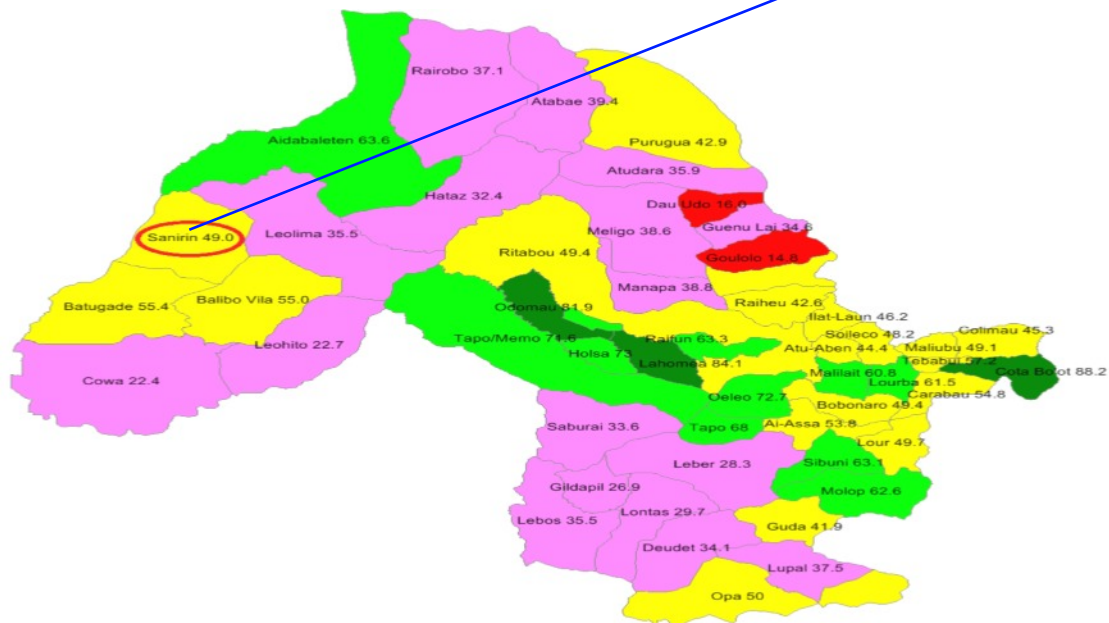 Rairobo 37.1
Atabae 39.4
Aidabaleten 63.6
Purugua 42.9
Atudara 35.9
Hataz 32.4
Dau Udo 16.0
Guenu Lai 34.6
Sanirin 49.0
Leolima 35.5
Meligo 38.6
Ritabou 49.4
Goulolo 14.8
Manapa 38.8
Batugade 55.4
Balibo Vila 55.0
Odomau 81.9
Raiheu 42.6
Ilat-Laun 46.2
Soileco 48.2
Colimau 45.3
Leohito 22.7
Tapo/Memo 71.6
Raifun 63.3
Atu-Aben 44.4
Maliubu 49.1
Holsa 73
Lahomea 84.1
Tebabui 57.2
Malilait 60.8
Cota Bo'ot 88.2
Cowa 22.4
Lourba 61.5
Carabau 54.8
Oeleo 72.7
Bobonaro 49.4
Saburai 33.6
Tapo 68
Ai-Assa 53.8
Lour 49.7
Leber 28.3
Sibuni 63.1
Gildapil 26.9
Molop 62.6
Lebos 35.5
Lontas 29.7
Guda 41.9
Deudet 34.1
Lupal 37.5
Opa 50